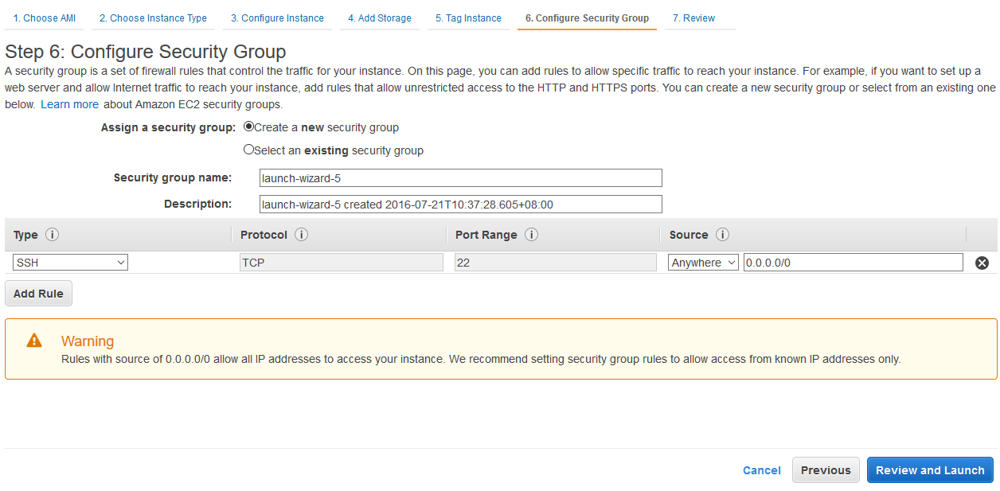 1. Choose AMI 2. Choose Instance Type 3. Configure Instance 4. Add Storage 5. Tag Instance 6. Configure Security Group 7. Review
Step 6: Configure Security Group
A security group is a set of firewall rules that control the traffic for your instance. On this page, you can add rules to allow specific traffic to reach your instance. For example, if you want to set up a
web server and allow Internet traffic to reach your instance, add rules that allow unrestricted access to the HTTP and HTTPS ports. You can create a new security group or select from an existing one
below. Learn more about Amazon EC2 security groups.
Assign a security group: Create a new security group
Select an existing security group
Security group name: launch-wizard-5
Description: launch-wizard-5 created 2016-07-21T10:37:28.605+08:00
Type i Protocol i Port Range i Source i
SSH TCP 22 Anywhere 0.0.0.0/0
Add Rule
Warning
Rules with source of 0.0.0.0/0 allow all IP addresses to access your instance. We recommend setting security group rules to allow access from known IP addresses only.
Cancel Previous Review and Launch